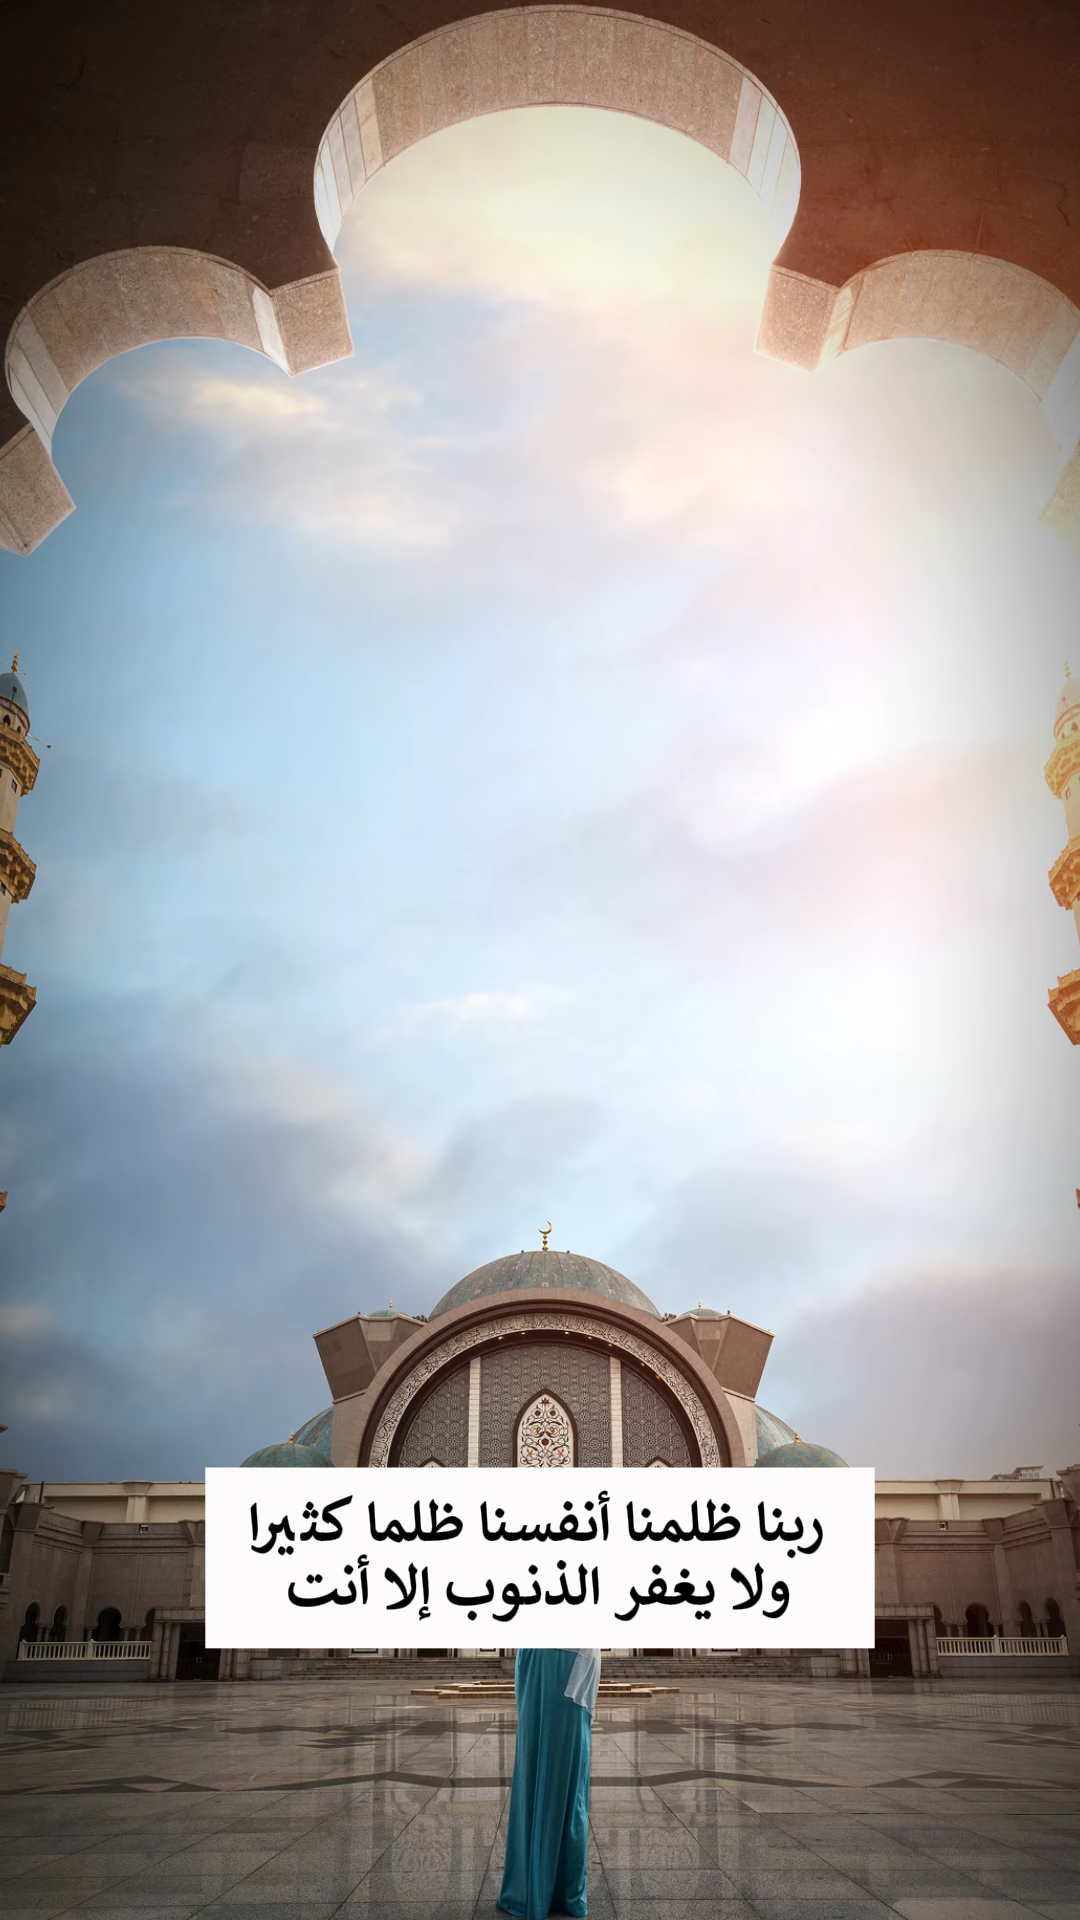 ربنا ظلمنا أنفسنا ظلما كثيرا
ولا يغفر الذنوب إلا أنت